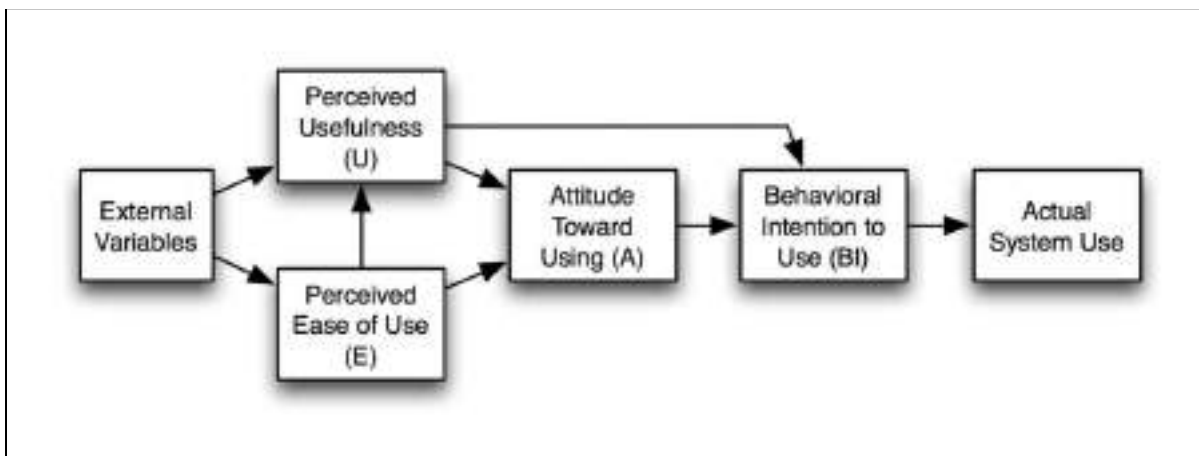 Perceived
Usefulness
(U)
External
Variables
Perceived
Ease of Use
(E)
Attitude
Toward
Using (A)
Behavioral
Intention to
Use (BI)
Actual
System Use